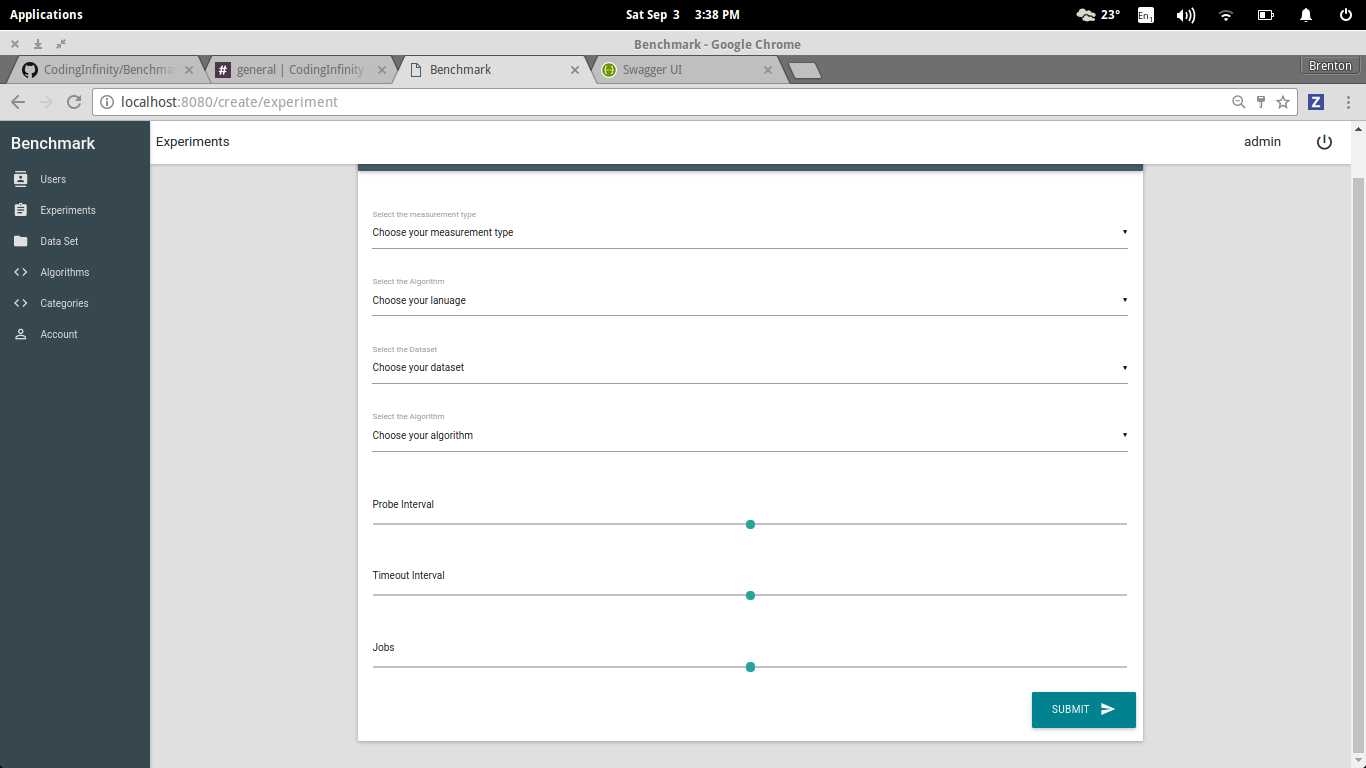 Applications
Sat Sep 3 3:38 PM
23°
En1
Benchmark - Google Chrome
CodingInfinity/Benchma
general | CodingInfinity
Benchmark
Swagger UI
Brenton
localhost:8080/create/experiment
Z
Benchmark
Experiments
admin
Users
Experiments
Data Set
Algorithms
Categories
Account
Select the measurement type
Choose your measurement type
Select the Algorithm
Choose your lanuage
Select the Dataset
Choose your dataset
Select the Algorithm
Choose your algorithm
Probe Interval
Timeout Interval
Jobs
SUBMIT